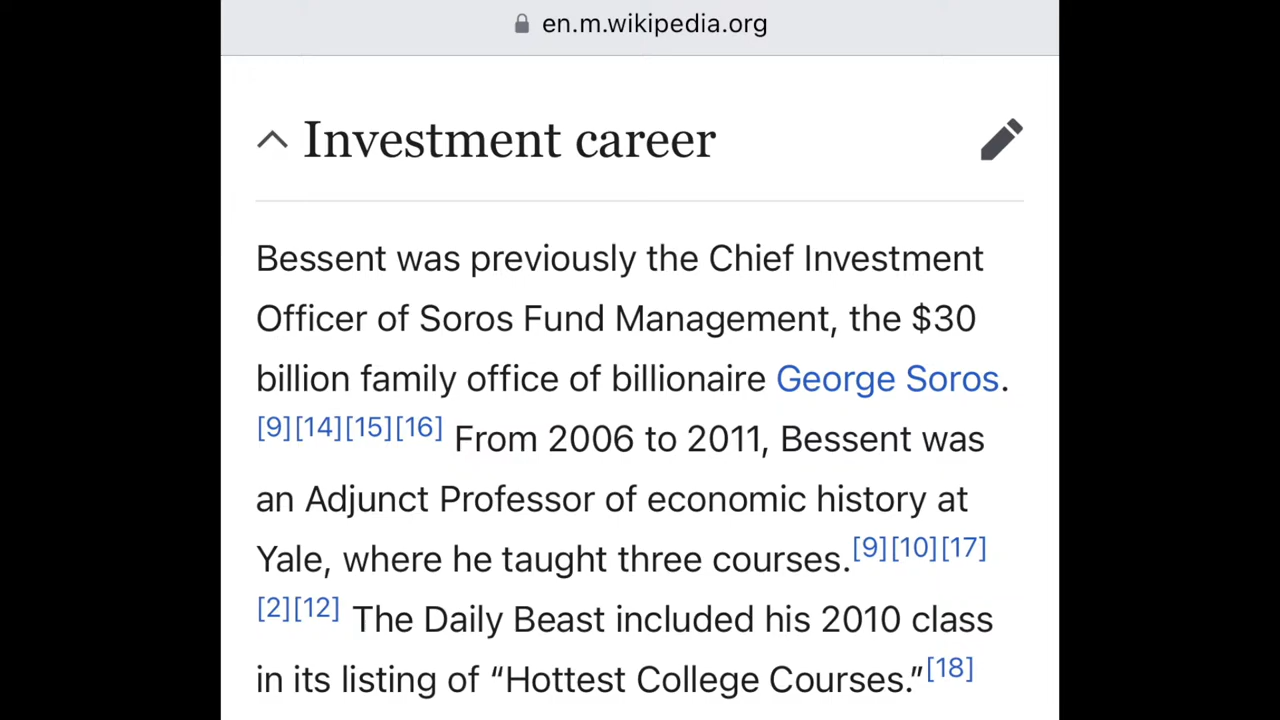 en.m.wikipedia.org
Investment career
Bessent was previously the Chief Investment
Officer of Soros Fund Management, the $30
billion family office of billionaire George Soros.
[9][14][15][16] From 2006 to 2011, Bessent was
an Adjunct Professor of economic history at
Yale, where he taught three courses.[9][10][17]
[2][12] The Daily Beast included his 2010 class
in its listing of “Hottest College Courses.”[18]